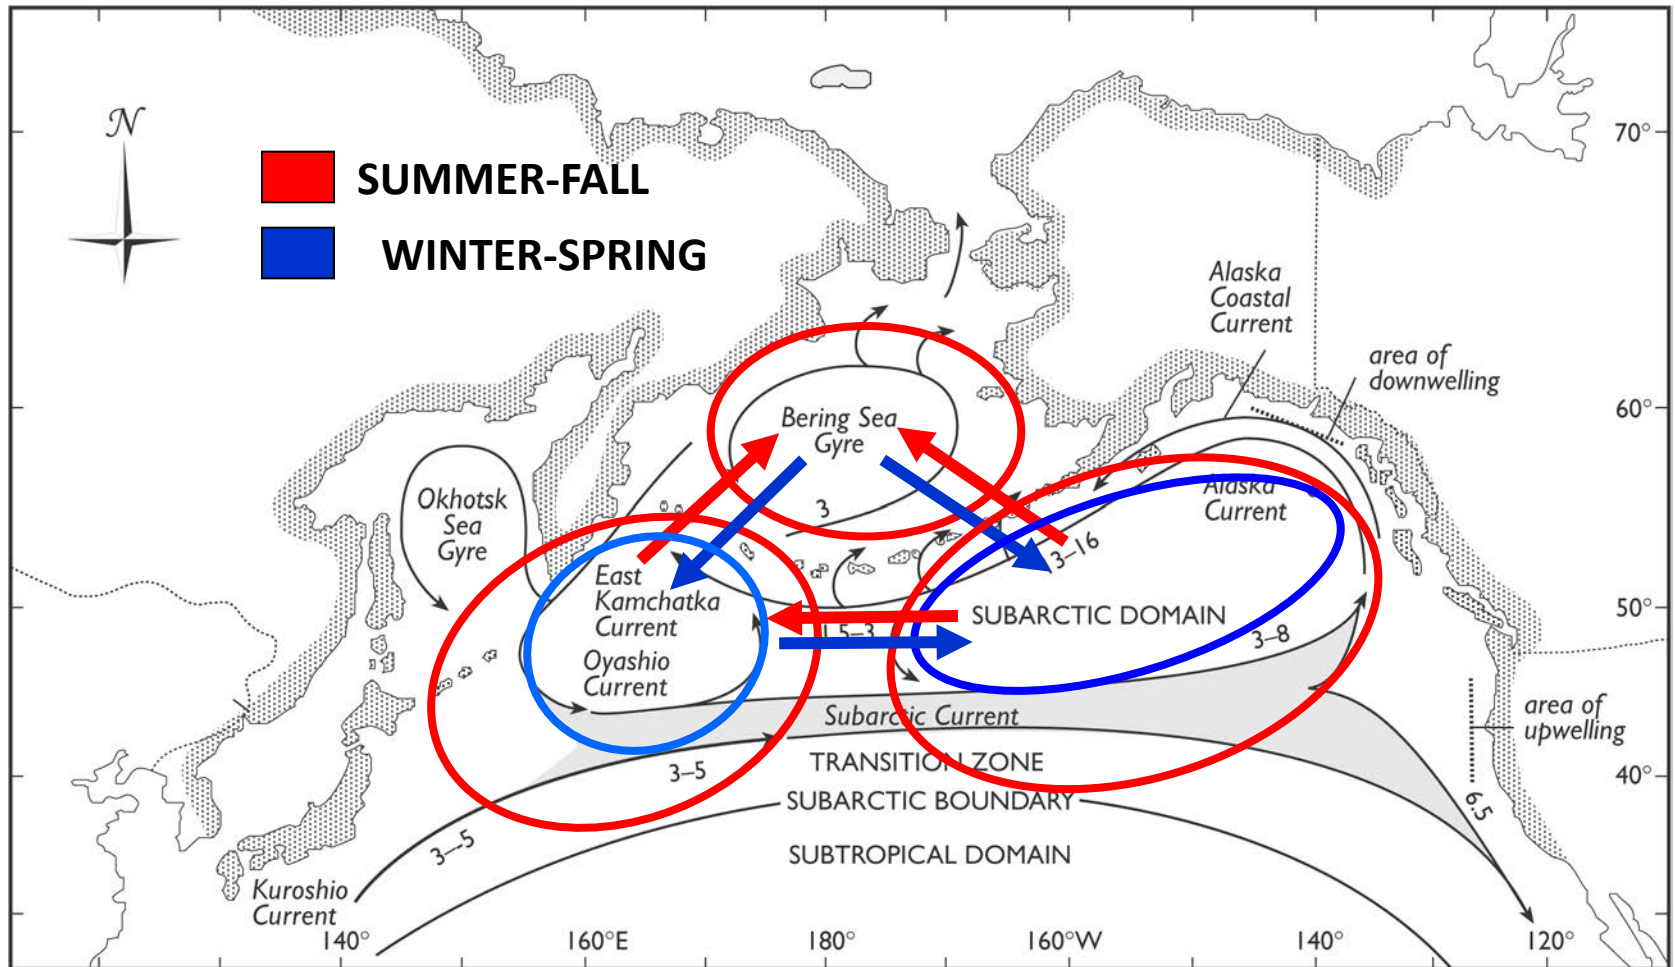 N
SUMMER-FALL
WINTER-SPRING
70°
Alaska
Coastal
Current
area of
downwelling
60°
Bering Sea
Gyre
3
Okhotsk
Sea
Gyre
Alaska
Current
3–16
East
Kamchatka
Current
50°
SUBARCTIC DOMAIN
5–3
3–8
Oyashio
Current
Subarctic Current
area of
upwelling
TRANSITION ZONE
3–5
40°
SUBARCTIC BOUNDARY
6.5
3–-5
SUBTROPICAL DOMAIN
Kuroshio
Current
140°
160°E
180°
160°W
140°
120°